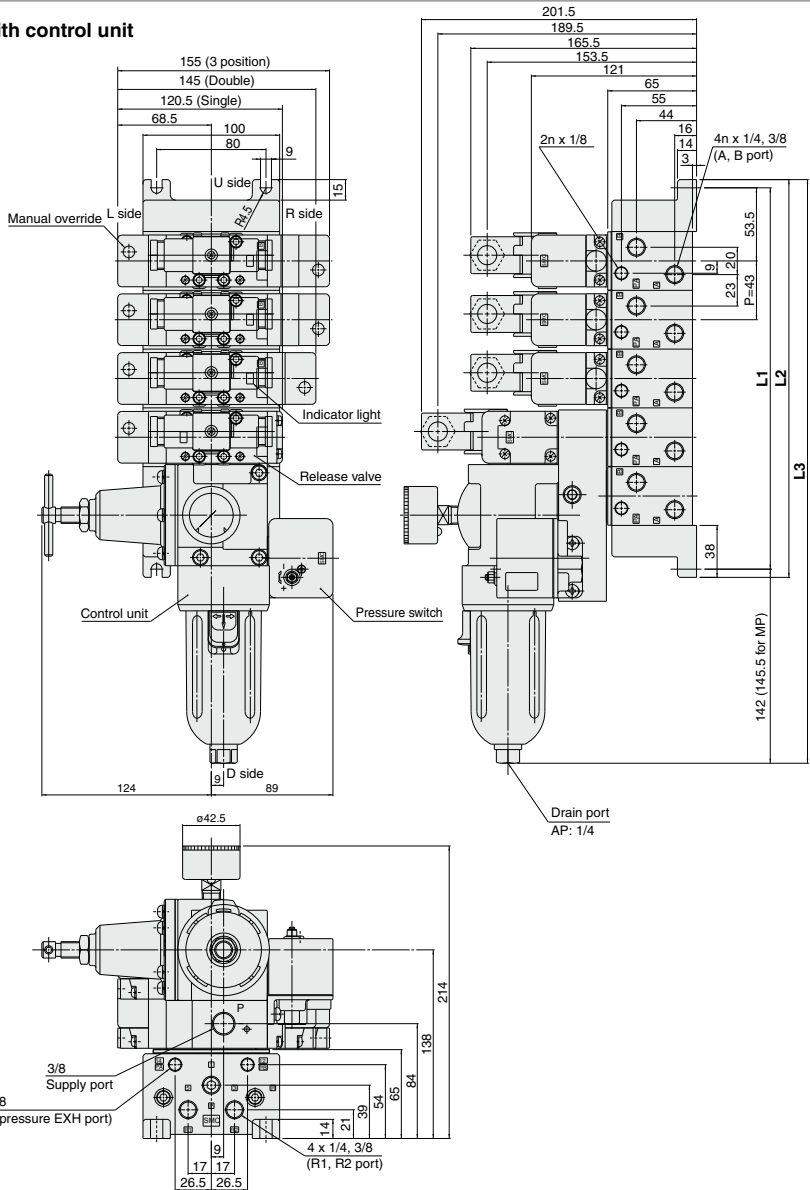 ith control unit
201.5
189.5
165.5
153.5
121
65
55
44
16
14
3
2n x 1/8
4n x 1/4, 3/8
(A, B port)
155 (3 position)
145 (Double)
120.5 (Single)
68.5
100
80
9
15
U side
R4.5
L side
R side
Manual override
Indicator light
Release valve
Control unit
Pressure switch
D side
9
124
89
53.5
9
20
23
P=43
L1
L2
L3
38
142 (145.5 for MP)
Drain port
AP: 1/4
ø42.5
P
214
138
84
65
54
39
21
14
3/8
Supply port
8
pressure EXH port)
SMC
9
17
17
26.5
26.5
4 x 1/4, 3/8
(R1, R2 port)